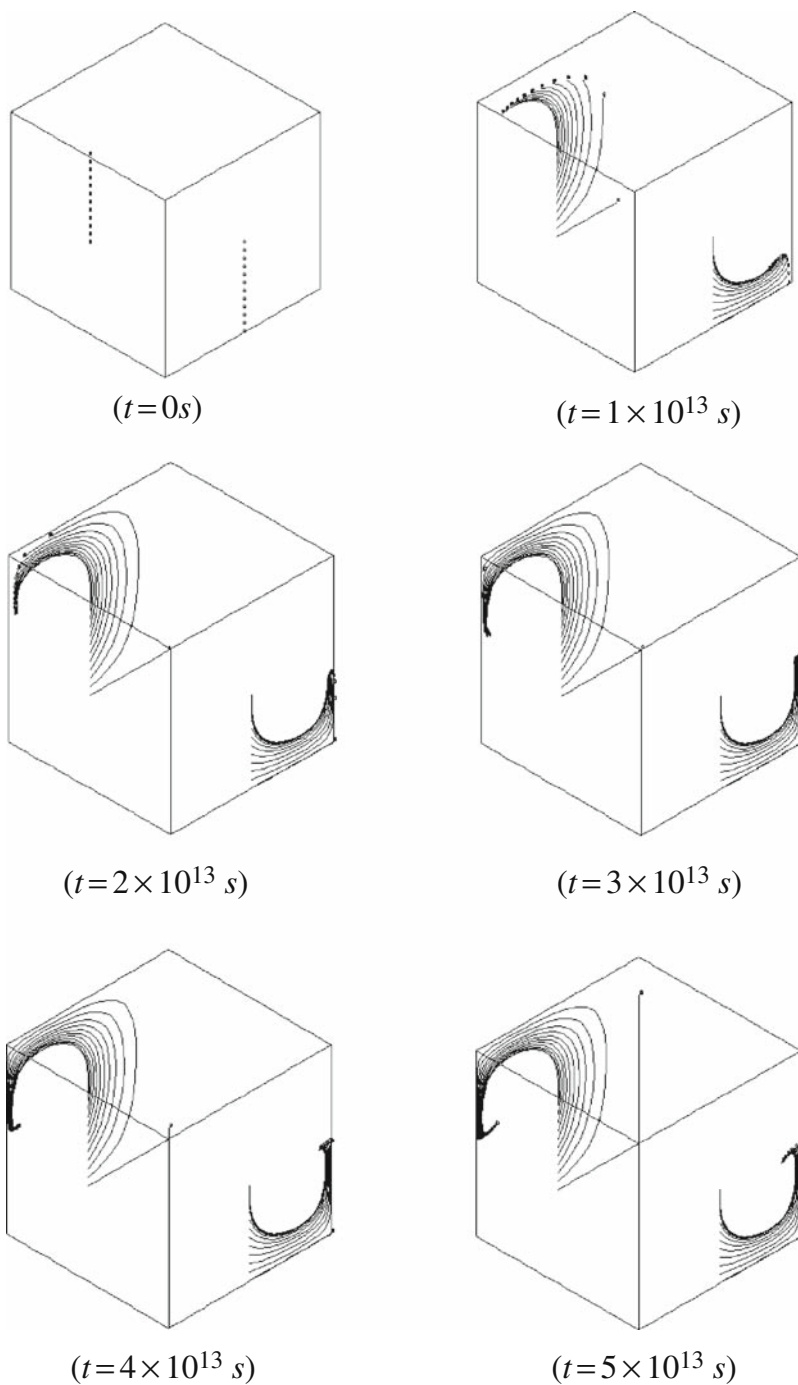 (t=0s)
(t=1×10¹³ s)
(t=2×10¹³ s)
(t=3×10¹³ s)
(t=4×10¹³ s)
(t=5×10¹³ s)